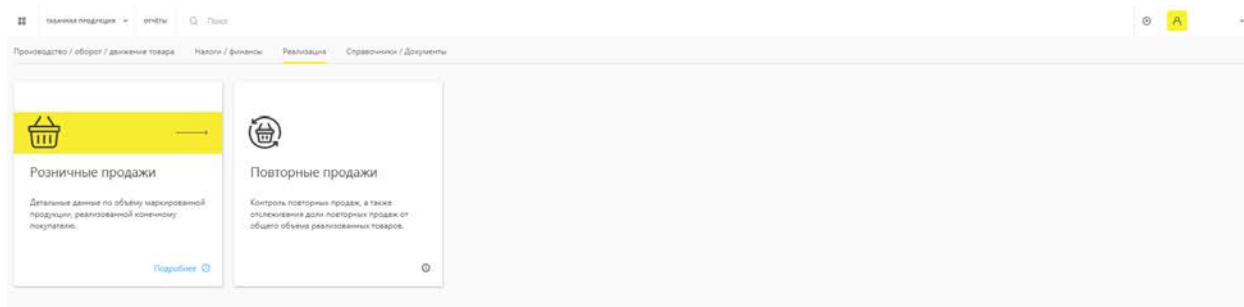 ТАБАЧНАЯ ПРОДУКЦИЯ ОТЧЁТЫ Поиск
Производство / оборот / движение товара Налоги / финансы Реализация Справочники / Документы
Розничные продажи
Детальные данные по объёму маркированной
продукции, реализованной конечному
покупателю.
Подробнее
Повторные продажи
Контроль повторных продаж, а также
отслеживания доли повторных продаж от
общего объема реализованных товаров.